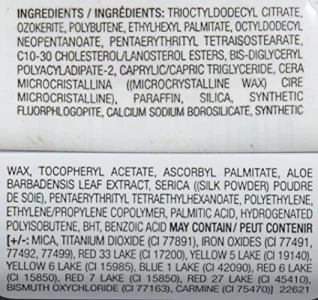 INGREDIENTS / INGRÉDIENTS: TRIOCTYLDODECYL CITRATE,
OZOKERITE, POLYBUTENE, ETHYLHEXYL PALMITATE, OCTYLDODECYL
NEOPENTANOATE, PENTAERYTHRITYL TETRAISOSTEARATE,
C10-30 CHOLESTEROL/LANOSTEROL ESTERS, BIS-DIGLYCERYL
POLYACYLADIPATE-2, CAPRYLIC/CAPRIC TRIGLYCERIDE, CERA
MICROCRISTALLINA ((MICROCRYSTALLINE WAX) CIRE
MICROCRISTALLINE), PARAFFIN, SILICA, SYNTHETIC
FLUORPHLOGOPITE, CALCIUM SODIUM BOROSILICATE, SYNTHETIC
WAX, TOCOPHERYL ACETATE, ASCORBYL PALMITATE, ALOE
BARBADENSIS LEAF EXTRACT, SERICA ((SILK POWDER) POUDRE
DE SOIE), PENTAERYTHRITYL TETRAETHYLHEXANOATE, POLYETHYLENE,
ETHYLENE/PROPYLENE COPOLYMER, PALMITIC ACID, HYDROGENATED
POLYISOBUTENE, BHT, BENZOIC ACID MAY CONTAIN/ PEUT CONTENIR
[+/-: MICA, TITANIUM DIOXIDE (CI 77891), IRON OXIDES (CI 77491,
77492, 77499), RED 33 LAKE (CI 17200), YELLOW 5 LAKE (CI 19140),
YELLOW 6 LAKE (CI 15985), BLUE 1 LAKE (CI 42090), RED 6 LAKE
(CI 15850), RED 7 LAKE (CI 15850), RED 27 LAKE (CI 45410),
BISMUTH OXYCHLORIDE (CI 77163), CARMINE (CI 75470)] 22621